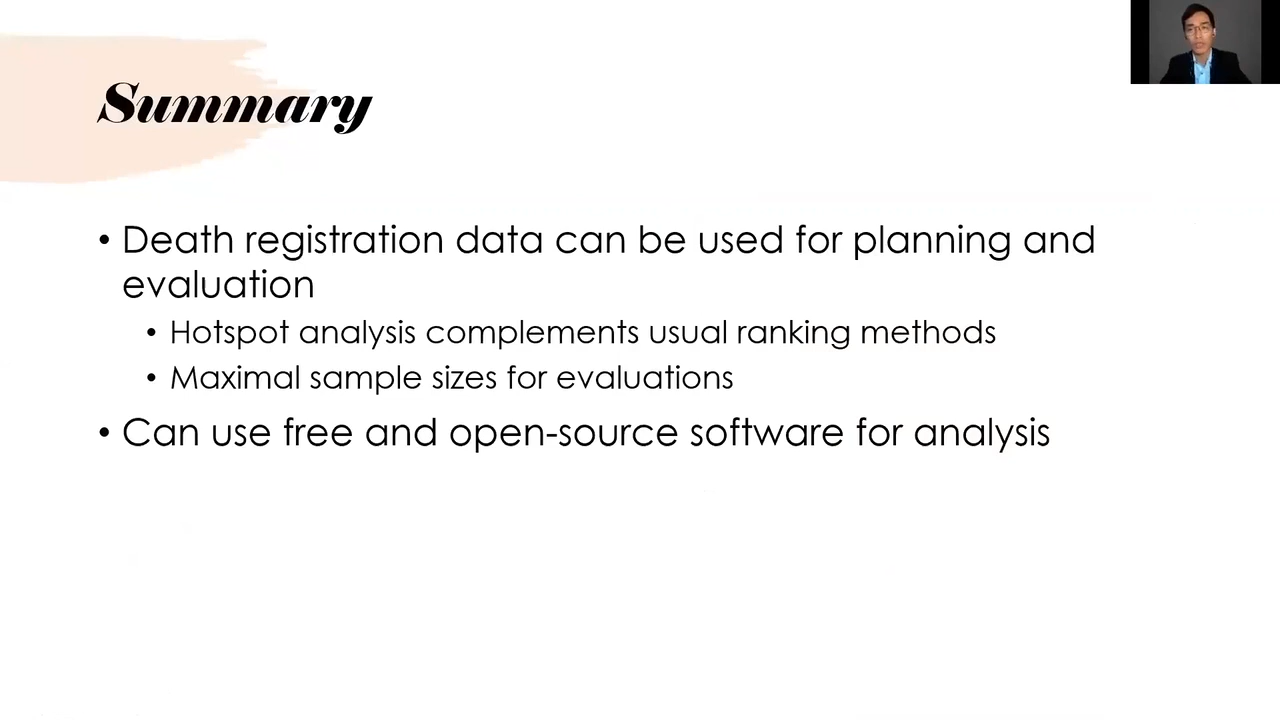 Summary
• Death registration data can be used for planning and
evaluation
• Hotspot analysis complements usual ranking methods
• Maximal sample sizes for evaluations
• Can use free and open-source software for analysis